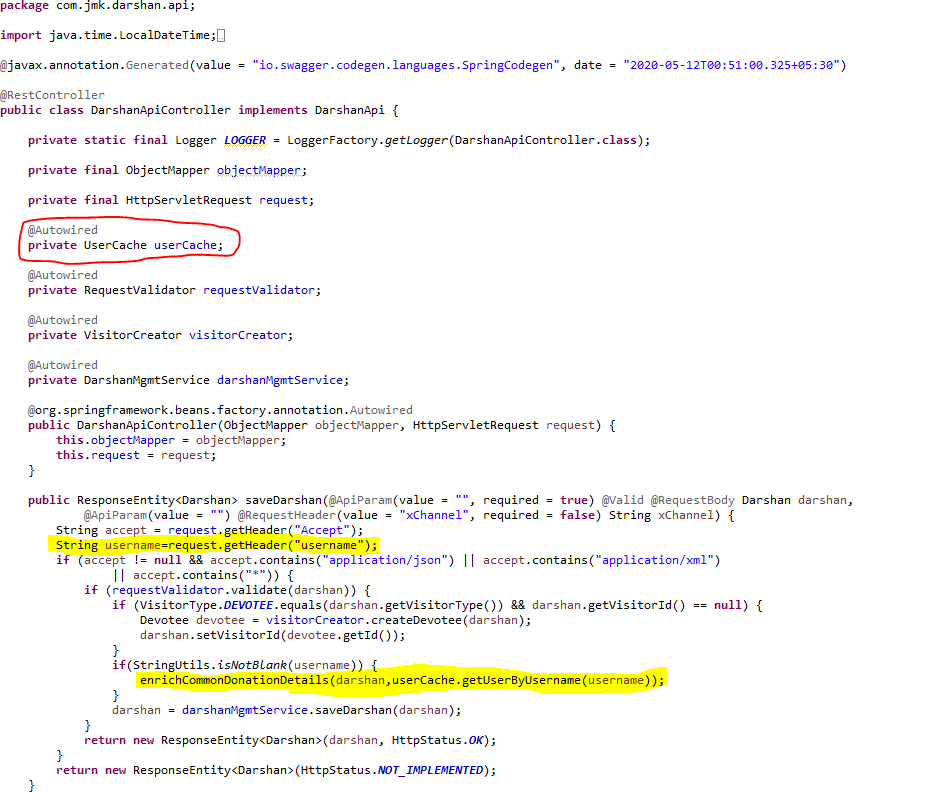 package com.jmk.darshan.api;
import java.time.LocalDateTime;
@javax.annotation.Generated(value = "io.swagger.codegen.languages.SpringCodegen", date = "2020-05-12T00:51:00.325+05:30")
@RestController
public class DarshanApiController implements DarshanApi {
private static final Logger LOGGER = LoggerFactory.getLogger(DarshanApiController.class);
private final ObjectMapper objectMapper;
private final HttpServletRequest request;
@Autowired
private UserCache userCache;
@Autowired
private RequestValidator requestValidator;
@Autowired
private VisitorCreator visitorCreator;
@Autowired
private DarshanMgmtService darshanMgmtService;
@org.springframework.beans.factory.annotation.Autowired
public DarshanApiController(ObjectMapper objectMapper, HttpServletRequest request) {
this.objectMapper = objectMapper;
this.request = request;
}
public ResponseEntity<Darshan> saveDarshan(@ApiParam(value = "", required = true) @Valid @RequestBody Darshan darshan,
@ApiParam(value = "") @RequestHeader(value = "xChannel", required = false) String xChannel) {
String accept = request.getHeader("Accept");
String username=request.getHeader("username");
if (accept != null && accept.contains("application/json") || accept.contains("application/xml")
|| accept.contains("*")) {
if (requestValidator.validate(darshan)) {
if (VisitorType.DEVOTEE.equals(darshan.getVisitorType()) && darshan.getVisitorId() == null) {
Devotee devotee = visitorCreator.createDevotee(darshan);
darshan.setVisitorId(devotee.getId());
}
if(StringUtils.isNotBlank(username)) {
enrichCommonDonationDetails(darshan,userCache.getUserByUsername(username));
}
darshan = darshanMgmtService.saveDarshan(darshan);
}
return new ResponseEntity<Darshan>(darshan, HttpStatus.OK);
}
return new ResponseEntity<Darshan>(HttpStatus.NOT_IMPLEMENTED);
}